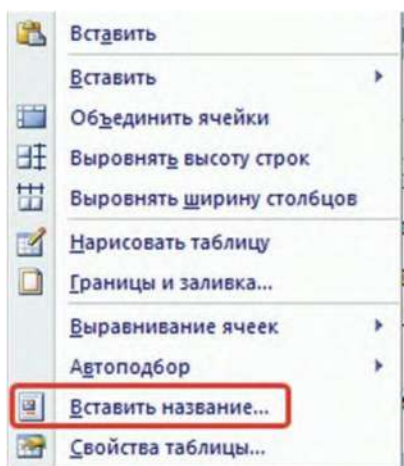 Вставить
Вставить
Объединить ячейки
Выровнять высоту строк
Выровнять ширину столбцов
Нарисовать таблицу
Границы и заливка...
Выравнивание ячеек
Автоподбор
Вставить название...
Свойства таблицы...